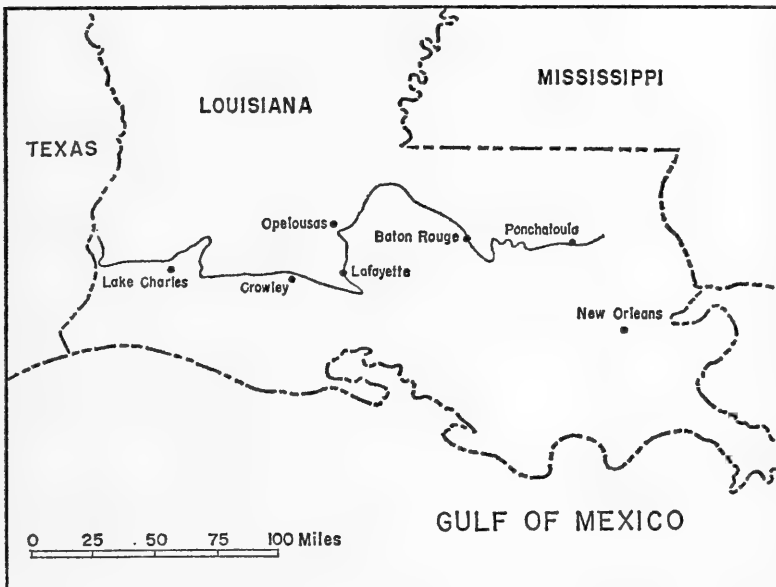 MISSISSIPPI
LOUISIANA
TEXAS
Opelousas
Baton Rouge
Ponchatoula
Lake Charles
Crowley
Lafayette
New Orleans
0 25 50 75 100 Miles
GULF OF MEXICO